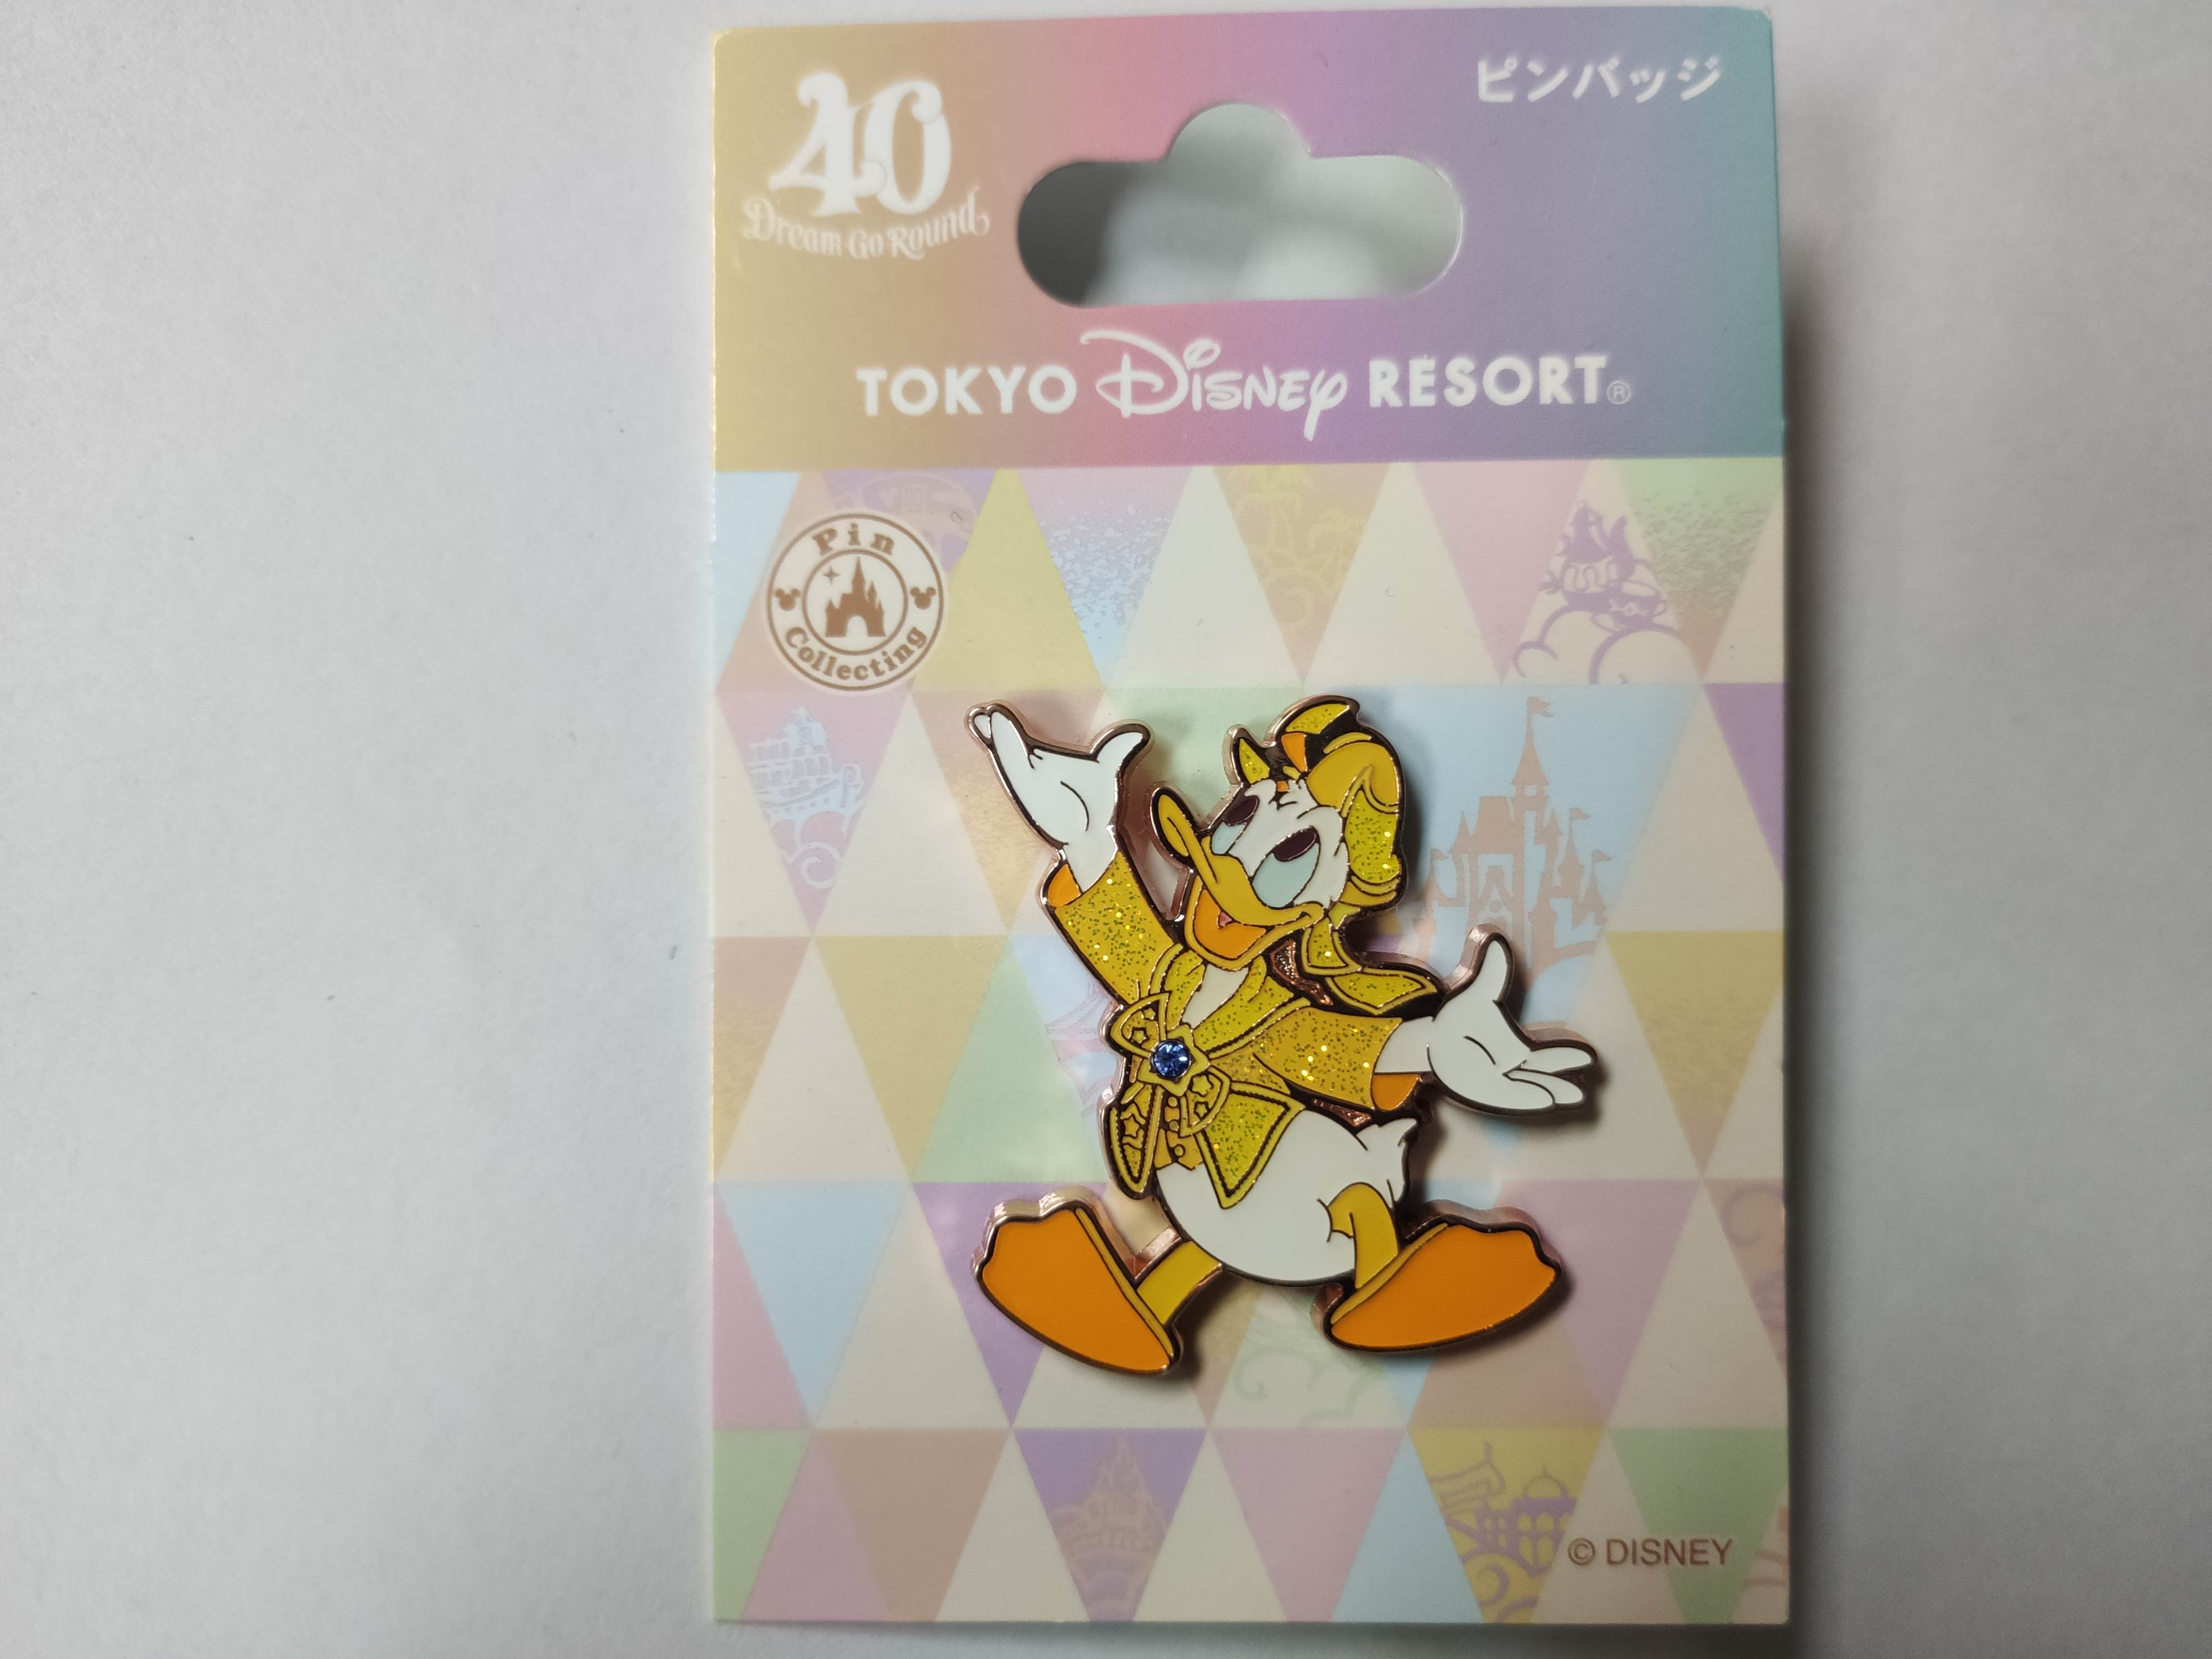 40
Dream Go Round
ピンバッジ
TOKYO Disney RESORT®
Pin
Collecting
© DISNEY